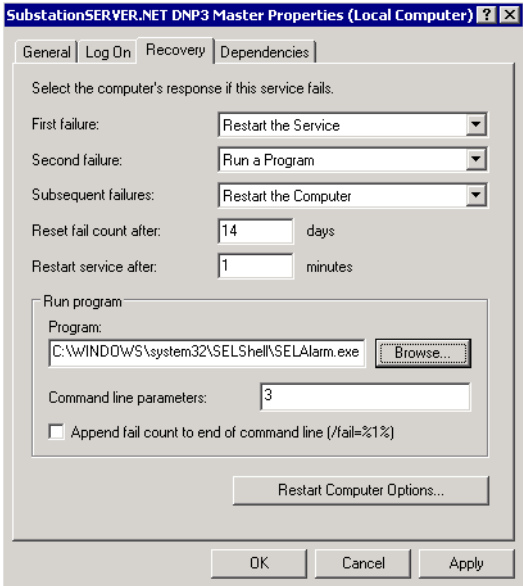 SubstationSERVER.NET DNP3 Master Properties (Local Computer)
General Log On Recovery Dependencies
Select the computer's response if this service fails.
First failure: Restart the Service
Second failure: Run a Program
Subsequent failures: Restart the Computer
Reset fail count after: 14 days
Restart service after: 1 minutes
Run program
Program:
C:\WINDOWS\system32\SELShell\SELAlarm.exe Browse...
Command line parameters: 3
Append fail count to end of command line (/fail=%1%)
Restart Computer Options...
OK Cancel Apply